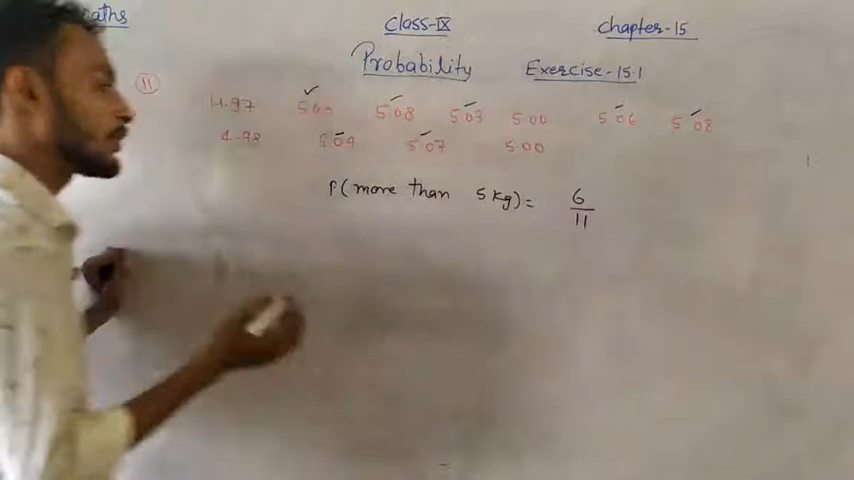 aths Class-IX Chapter-15
Probability Exercise-15.1
11 4.97 5.05 5.08 5.03 5.00 5.06 5.08
4.98 5.04 5.07 5.00
P(more than 5 kg) = 6/11